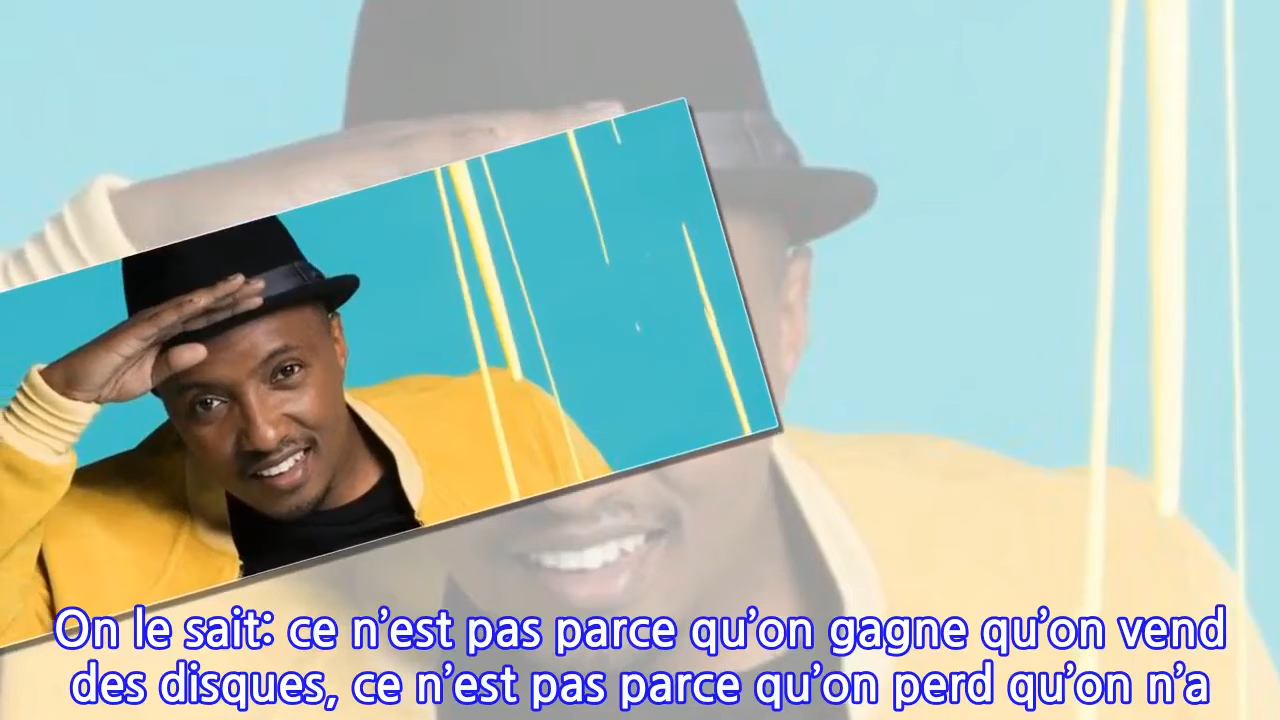 On le sait: ce n’est pas parce qu’on gagne qu’on vend
des disques, ce n’est pas parce qu’on perd qu’on n’a